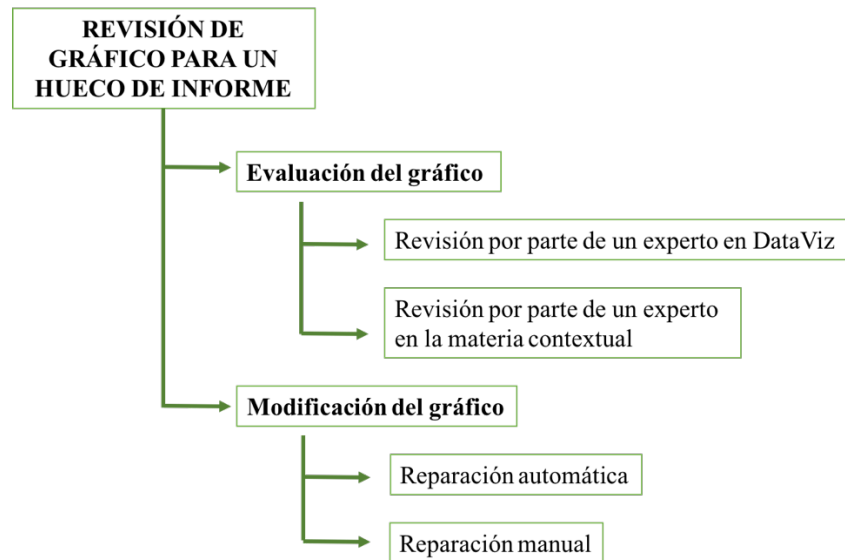 REVISIÓN DE
GRÁFICO PARA UN
HUECO DE INFORME
Evaluación del gráfico
Revisión por parte de un experto en DataViz
Revisión por parte de un experto
en la materia contextual
Modificación del gráfico
Reparación automática
Reparación manual